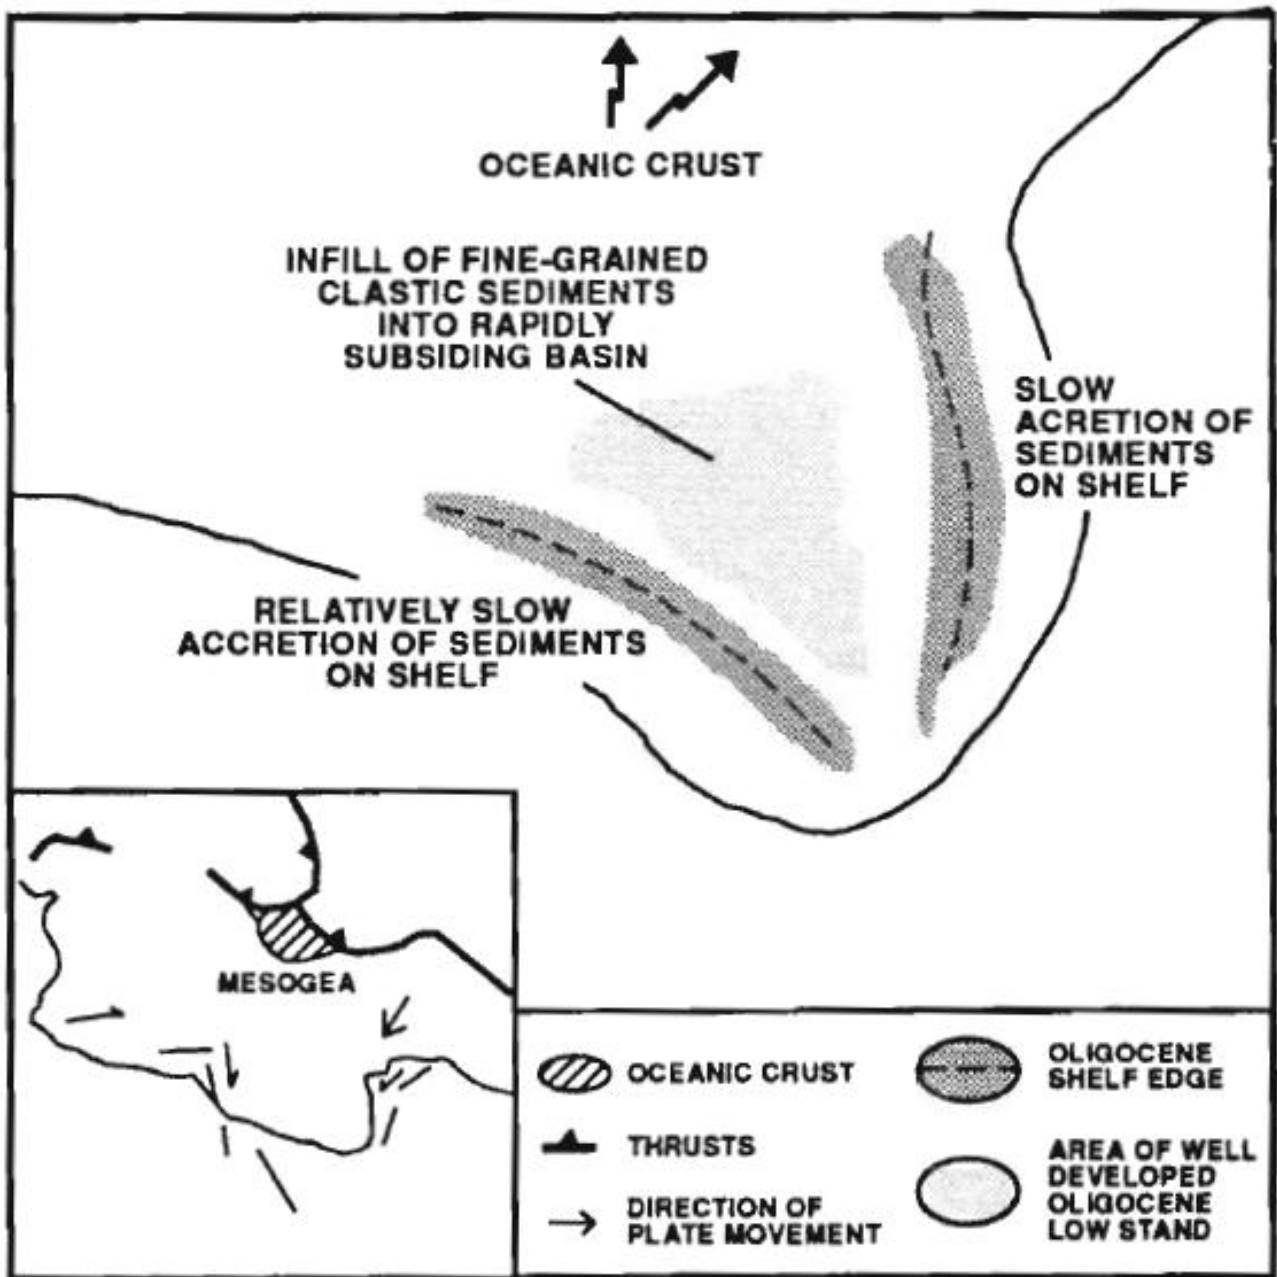 OCEANIC CRUST
INFILL OF FINE-GRAINED
CLASTIC SEDIMENTS
INTO RAPIDLY
SUBSIDING BASIN
SLOW
ACRETION OF
SEDIMENTS
ON SHELF
RELATIVELY SLOW
ACCRETION OF SEDIMENTS
ON SHELF
MESOGEA
OCEANIC CRUST
THRUSTS
DIRECTION OF
PLATE MOVEMENT
OLIGOCENE
SHELF EDGE
AREA OF WELL
DEVELOPED
OLIGOCENE
LOW STAND